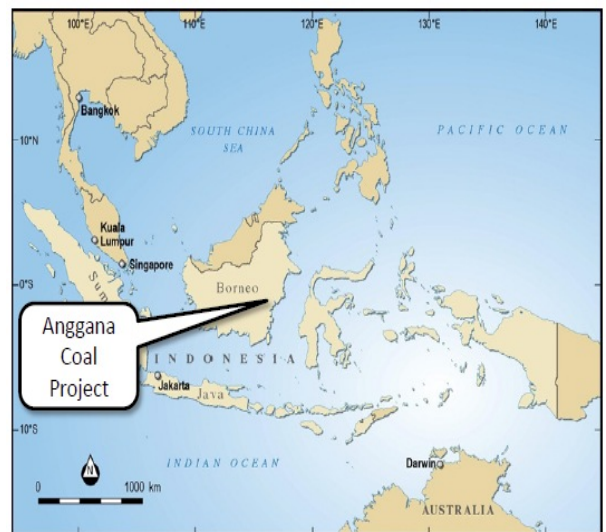 100°E
110°E
120°E
130°E
140°E
Bangkok
10°N
SOUTH CHINA
SEA
PACIFIC OCEAN
Kuala
Lumpur
Singapore
0°S
Borneo
Anggana
Coal
Project
INDONESIA
Jakarta
Java
10°S
INDIAN OCEAN
Darwin
N
0
1000 km
AUSTRALIA